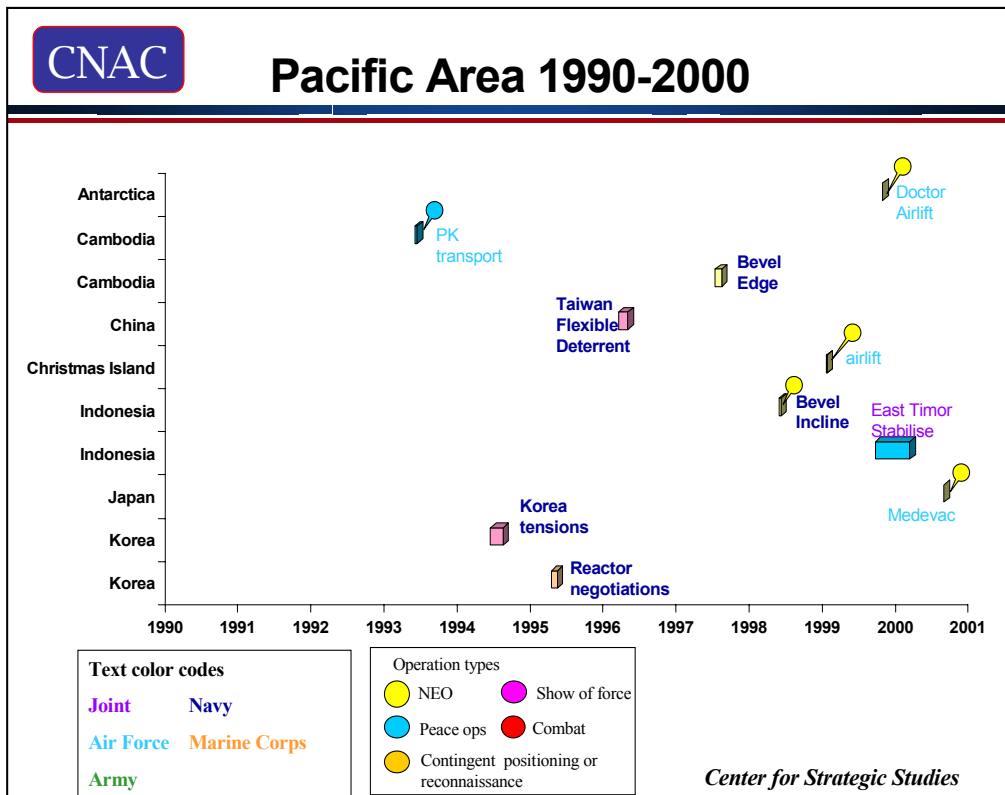 CNAC
Pacific Area 1990-2000
Antarctica
Doctor
Airlift
Cambodia
PK
transport
Cambodia
Bevel
Edge
China
Taiwan
Flexible
Deterrent
Christmas Island
airlift
Indonesia
Bevel
Incline
East Timor
Stabilise
Indonesia
Japan
Medevac
Korea
Korea
tensions
Korea
Reactor
negotiations
1990 1991 1992 1993 1994 1995 1996 1997 1998 1999 2000 2001
Text color codes
Joint Navy
Air Force Marine Corps
Army
Operation types
NEO Show of force
Peace ops Combat
Contingent positioning or
reconnaissance
Center for Strategic Studies